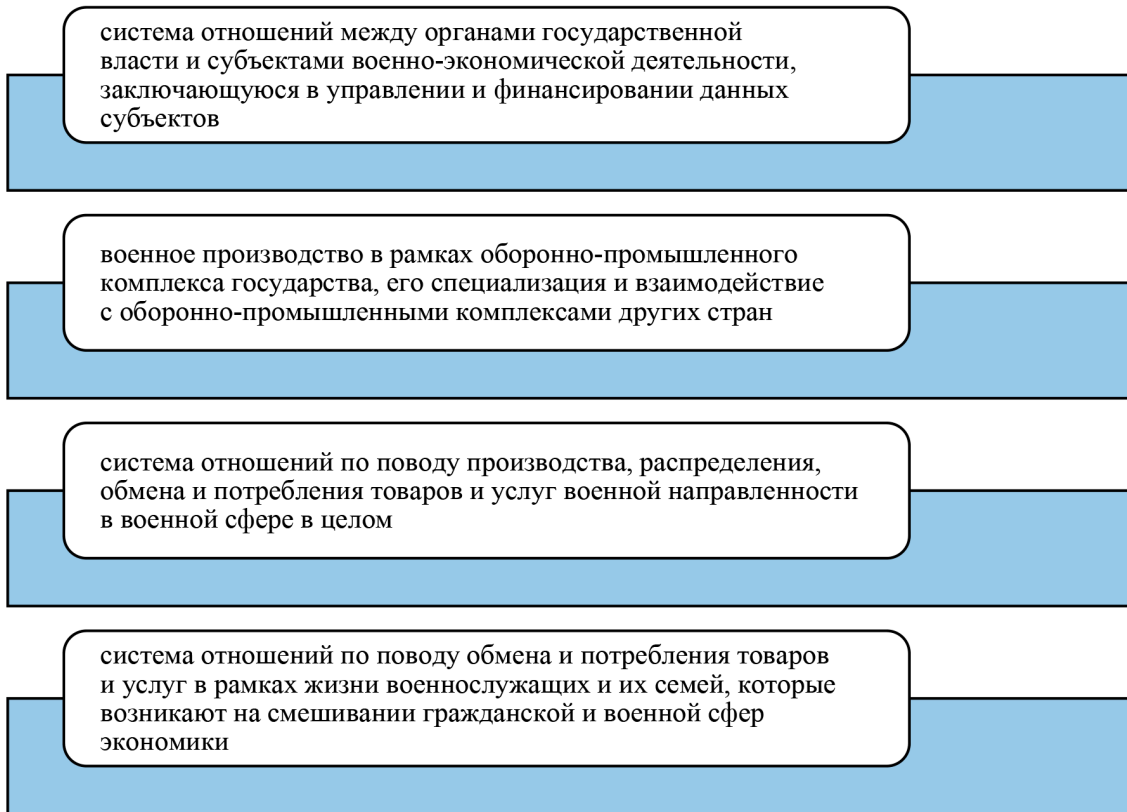 система отношений между органами государственной
власти и субъектами военно-экономической деятельности,
заключающуюся в управлении и финансировании данных
субъектов
военное производство в рамках оборонно-промышленного
комплекса государства, его специализация и взаимодействие
с оборонно-промышленными комплексами других стран
система отношений по поводу производства, распределения,
обмена и потребления товаров и услуг военной направленности
в военной сфере в целом
система отношений по поводу обмена и потребления товаров
и услуг в рамках жизни военнослужащих и их семей, которые
возникают на смешивании гражданской и военной сфер
экономики